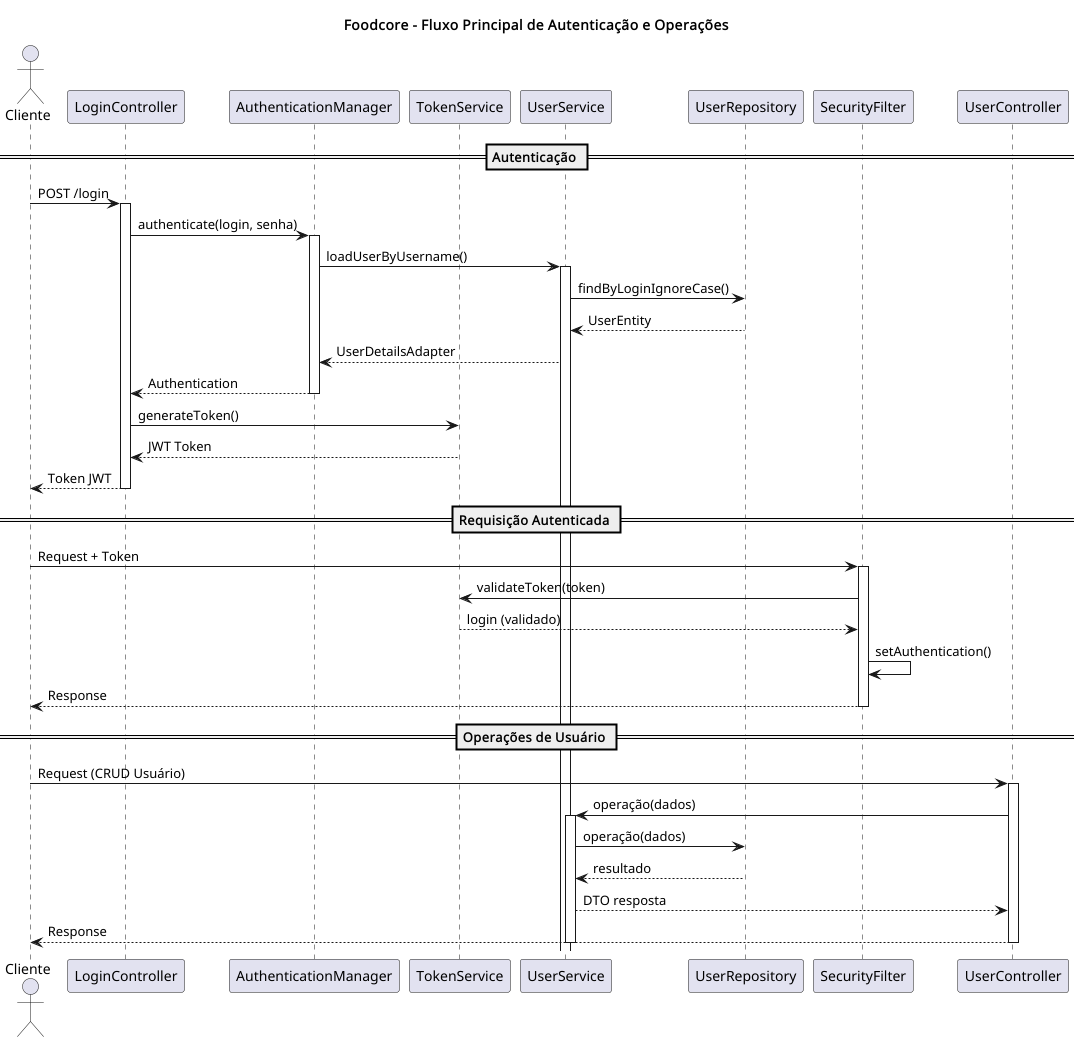 Foodcore - Fluxo Principal de Autenticação e Operações
Cliente
LoginController
AuthenticationManager
TokenService
UserService
UserRepository
SecurityFilter
UserController
Autenticação
POST /login
authenticate(login, senha)
loadUserByUsername()
findByLoginIgnoreCase()
UserEntity
UserDetailsAdapter
Authentication
generateToken()
JWT Token
Token JWT
Requisição Autenticada
Request + Token
validateToken(token)
login (validado)
setAuthentication()
Response
Operações de Usuário
Request (CRUD Usuário)
operação(dados)
operação(dados)
resultado
DTO resposta
Response
Cliente
LoginController
AuthenticationManager
TokenService
UserService
UserRepository
SecurityFilter
UserController